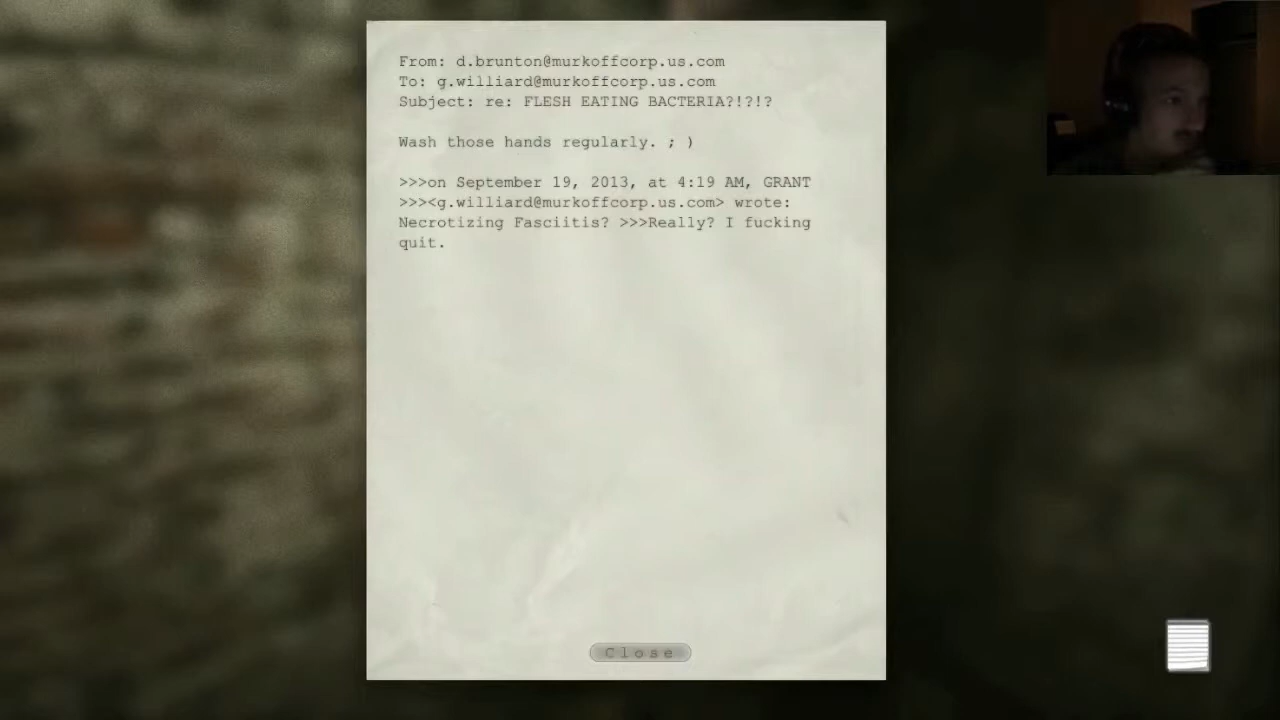 From: d.brunton@murkoffcorp.us.com
To: g.williard@murkoffcorp.us.com
Subject: re: FLESH EATING BACTERIA?!?!?
Wash those hands regularly. ; )
>>>on September 19, 2013, at 4:19 AM, GRANT
>>><g.williard@murkoffcorp.us.com> wrote:
Necrotizing Fasciitis? >>>Really? I fucking
quit.
Close